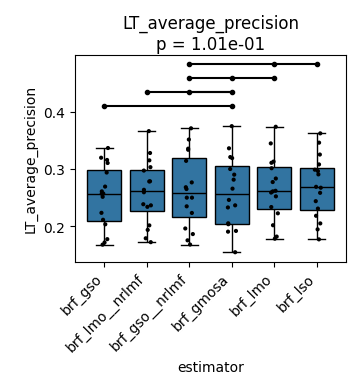 LT_average_precision
p = 1.01e-01
LT_average_precision
0.4
0.3
0.2
brf_gso
brf_lmo__nrlmf
brf_gso__nrlmf
brf_gmosa
brf_lmo
brf_lso
estimator